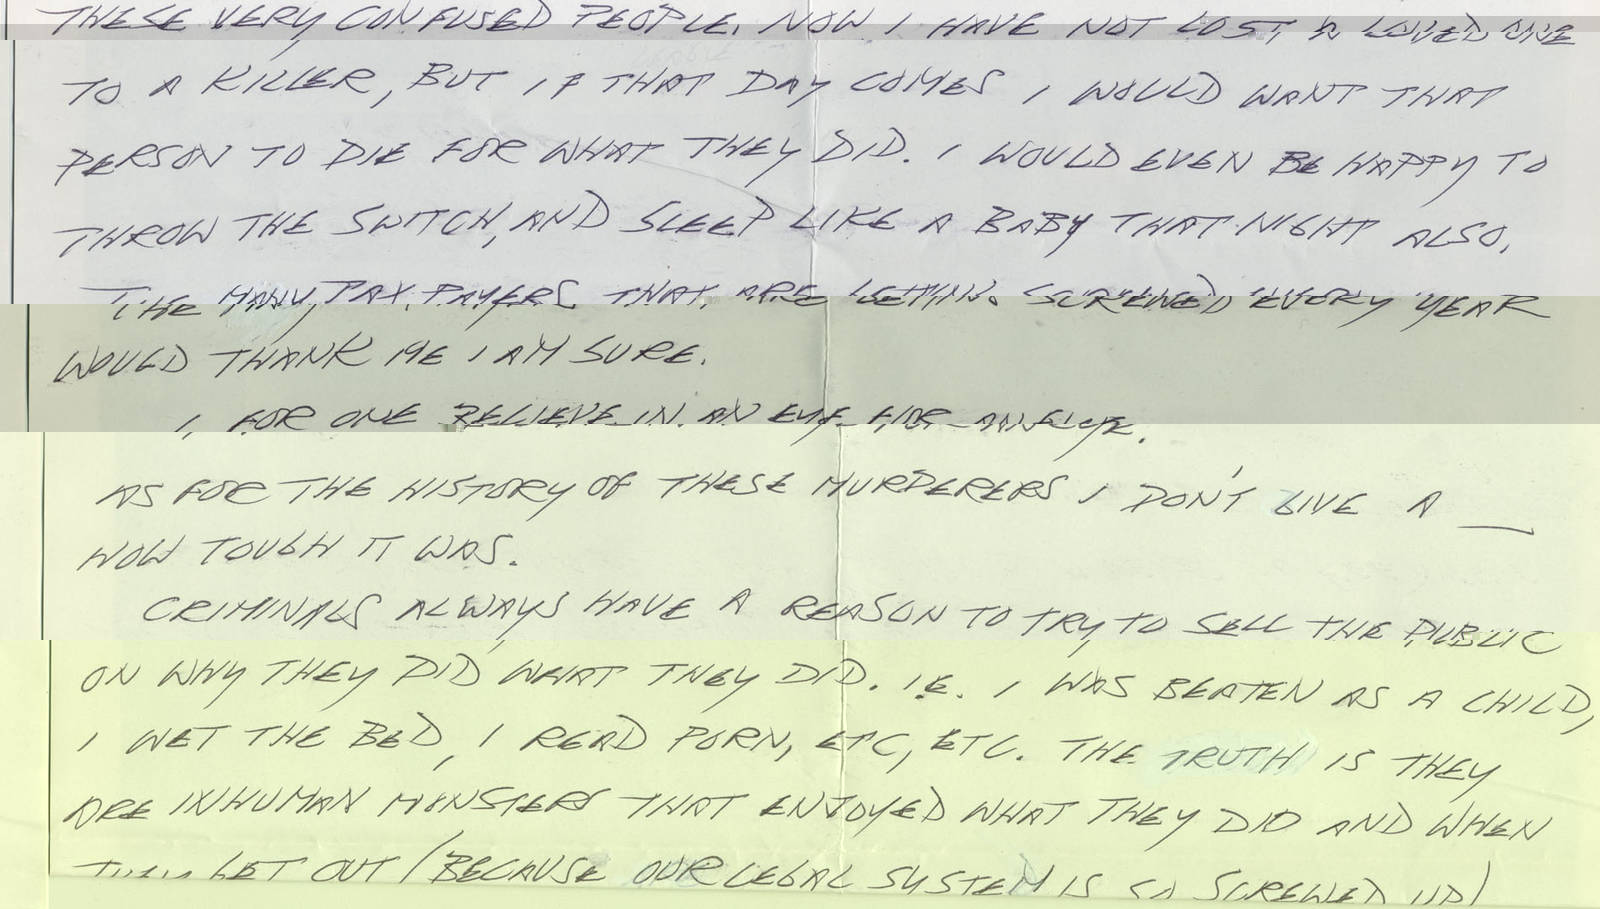 THESE VERY CONFUSED PEOPLE. NOW I HAVE NOT LOST A LOVED ONE
TO A KILLER, BUT IF THAT DAY COMES I WOULD WANT THAT
PERSON TO DIE FOR WHAT THEY DID. I WOULD EVEN BE HAPPY TO
THROW THE SWITCH, AND SLEEP LIKE A BABY THAT NIGHT ALSO.
THE MANY TAX PAYERS THAT ARE SCREWED EVERY YEAR
WOULD THANK ME I AM SURE.
I, FOR ONE BELIEVE IN AN EYE FOR AN EYE.
AS FOR THE HISTORY OF THESE MURDERERS I DON'T GIVE A __
HOW TOUGH IT WAS.
CRIMINALS ALWAYS HAVE A REASON TO TRY TO SELL THE PUBLIC
ON WHY THEY DID WHAT THEY DID. I.E. I WAS BEATEN AS A CHILD,
I WET THE BED, I READ PORN, ETC, ETC. THE TRUTH IS THEY
ARE INHUMAN MONSTERS THAT ENJOYED WHAT THEY DID AND WHEN
THEY GET OUT (BECAUSE OUR LEGAL SYSTEM IS SO SCREWED UP)